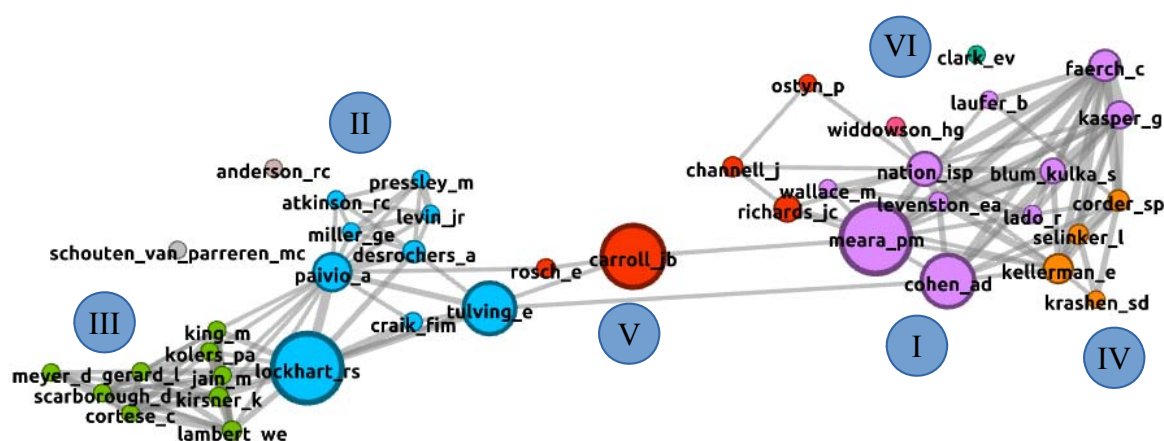 VI
clark_ev
faerch_c
ostyn_p
laufer_b
kasper_g
II
widdowson_hg
anderson_rc
pressley_m
channell_j
nation_isp
blum_kulka_s
atkinson_rc
wallace_m
levin_jr
levenston_ea
corder_sp
richards_jc
lado_r
miller_ge
meara_pm
selinker_l
schouten_van_parreren_mc
desrochers_a
carroll_jb
paivio_a
rosch_e
kellerman_e
cohen_ad
krashen_sd
III
king_m
craik_fim
tulving_e
V
I
IV
kolers_pa
lockhart_rs
meyer_d
gerard_l
jain_m
scarborough_d
kirsner_k
cortese_c
lambert_we